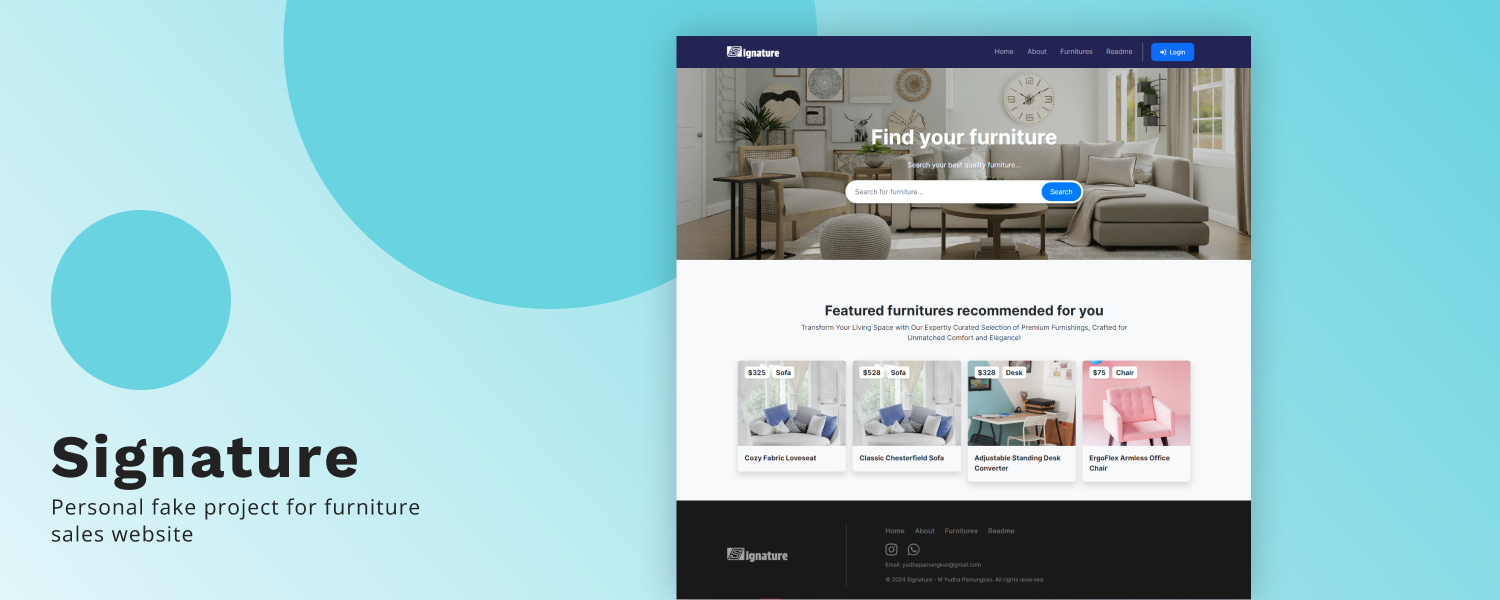 Signature
Personal fake project for furniture
sales website
Signature
Home About Furnitures Readme Login
Find your furniture
Search your best quality furniture...
Search for furniture... Search
Featured furnitures recommended for you
Transform Your Living Space with Our Expertly Curated Selection of Premium Furnishings, Crafted for
Unmatched Comfort and Elegance!
$325 Sofa
Cozy Fabric Loveseat
$528 Sofa
Classic Chesterfield Sofa
$328 Desk
Adjustable Standing Desk
Converter
$75 Chair
ErgoFlex Armless Office
Chair
Signature
Home About Furnitures Readme
Email: yudhapamungkas@gmail.com
© 2024 Signature - M Yudha Pamungkas. All rights reserved.